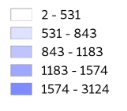 2 - 531
531 - 843
843 - 1183
1183 - 1574
1574 - 3124